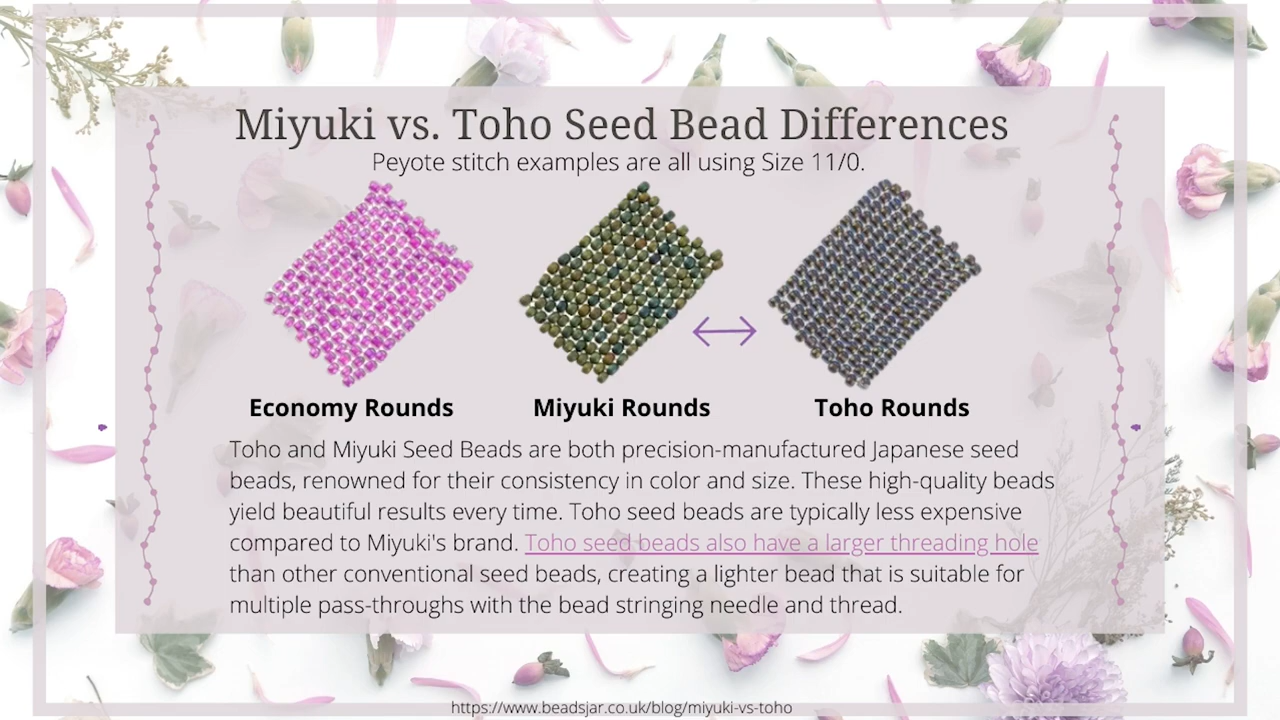 Miyuki vs. Toho Seed Bead Differences
Peyote stitch examples are all using Size 11/0.
Economy Rounds
Miyuki Rounds
Toho Rounds
Toho and Miyuki Seed Beads are both precision-manufactured Japanese seed
beads, renowned for their consistency in color and size. These high-quality beads
yield beautiful results every time. Toho seed beads are typically less expensive
compared to Miyuki's brand. Toho seed beads also have a larger threading hole
than other conventional seed beads, creating a lighter bead that is suitable for
multiple pass-throughs with the bead stringing needle and thread.
https://www.beadsjar.co.uk/blog/miyuki-vs-toho